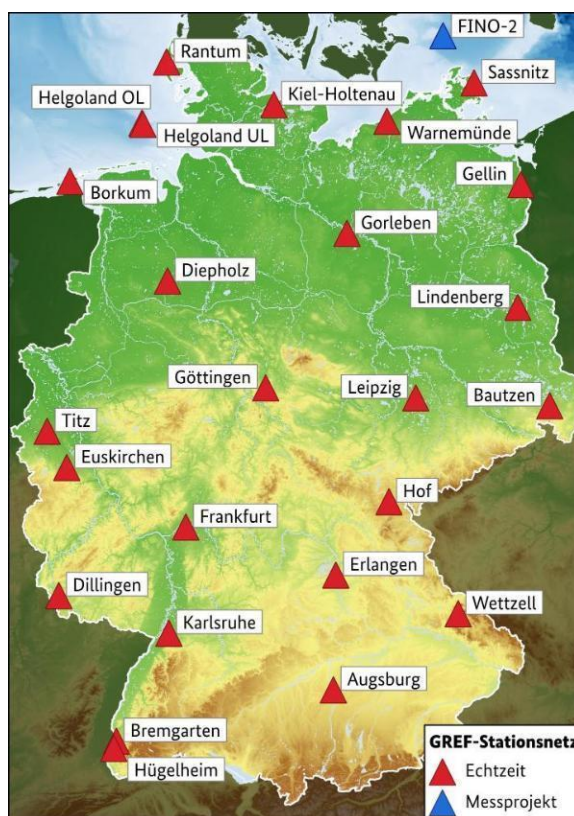 FINO-2
Rantum
Sassnitz
Helgoland OL
Kiel-Holtenau
Helgoland UL
Warnemünde
Borkum
Gellin
Gorleben
Diepholz
Lindenberg
Göttingen
Leipzig
Bautzen
Titz
Euskirchen
Hof
Frankfurt
Erlangen
Dillingen
Wettzell
Karlsruhe
Augsburg
Bremgarten
Hügelheim
GREF-Stationsnetz
Echtzeit
Messprojekt